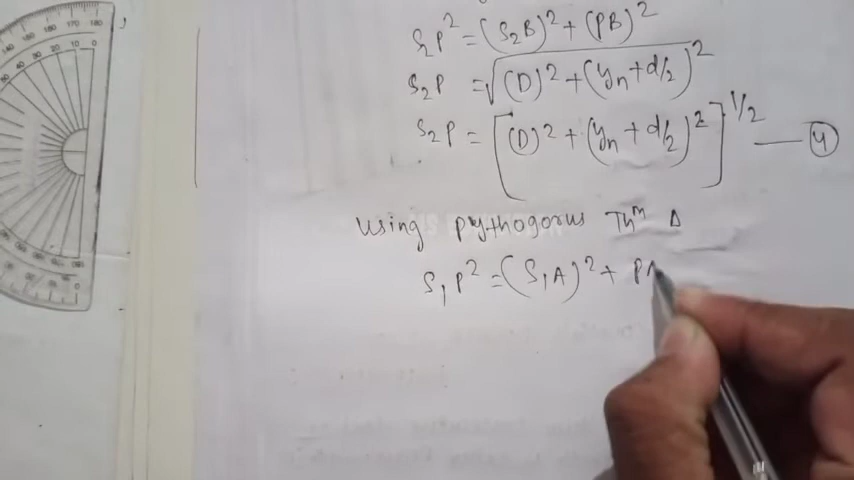 S₂P² = (S₂B)² + (PB)²
S₂P = √(D)² + (yn + d/2)²
S₂P = [(D)² + (yn + d/2)²]^1/2 — ④
Using pythogorus Thᵐ Δ
S₁P² = (S₁A)² + PA